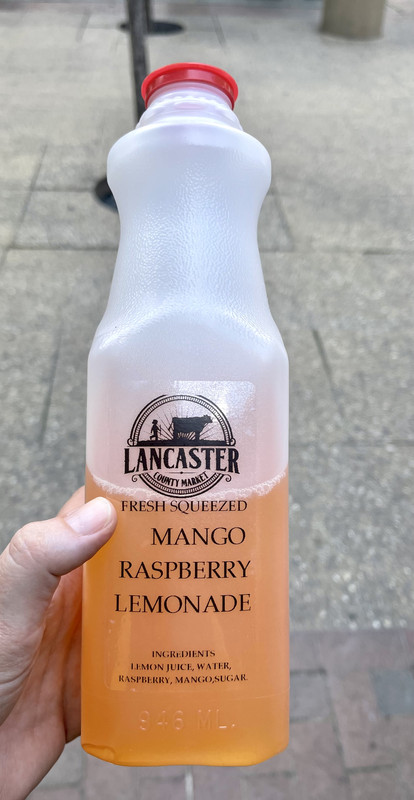 LANCASTER
COUNTY MARKET
FRESH SQUEEZED
MANGO
RASPBERRY
LEMONADE
INGREDIENTS
LEMON JUICE, WATER,
RASPBERRY, MANGO,SUGAR.
946 ML.